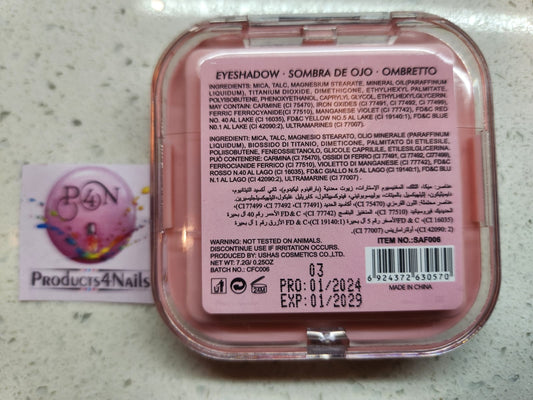 EYESHADOW · SOMBRA DE OJO · OMBRETTO
INGREDIENTS: MICA, TALC, MAGNESIUM STEARATE, MINERAL OIL(PARAFFINUM
LIQUIDUM), TITANIUM DIOXIDE, DIMETHICONE, ETHYLHEXYL PALMITATE,
POLYISOBUTENE, PHENOXYETHANOL, CAPRYLYL GLYCOL, ETHYLHEXYLGLYCERIN.
MAY CONTAIN: CARMINE (CI 75470), IRON OXIDES (CI 77491, CI 77492, CI 77499),
FERRIC FERROCYANIDE(CI 77510), MANGANESE VIOLET (CI 77742), FD&C RED
NO. 40 AL LAKE (CI 16035), FD&C YELLOW NO.5 AL LAKE (CI 19140:1), FD&C BLU
N.1 AL LAKE (CI 42090:2), ULTRAMARINES (CI 77007).
INGREDIENTI: MICA, TALC, MAGNESIO STEARATO, OLIO MINERALE (PARAFFINUM
LIQUIDUM), BIOSSIDO DI TITANIO, DIMETICONE, PALMITATO DI ETILESILE,
POLISOBUTENE, FENOSSIETANOLO, GLICOLE CAPRILILE, ETILESILGLICERINA.
PUÒ CONTENERE: CARMINA (CI 75470), OSSIDI DI FERRO (CI 77491, CI 77492, CI77499),
FERRICO FERROCIANURO(CI 77510), VIOLETTO DI MANGANESE (CI 77742), FD&C
ROSSO N.40 LAGO (CI 16035), FD&C GIALLO N.5 AL LAGO (CI 19140:1), FD&C BLU
N.1 AL LAGO (CI 42090:2), ULTRAMARINE (CI 77007) .
P4N
PRODUCTS4NAILS
WARNING: NOT TESTED ON ANIMALS.
DISCONTINUE USE IF IRRITATION OCCURS.
PRODUCED BY: USHAS COSMETICS CO.,LTD.
NET WT: 7.2G/ 0.25OZ
BATCH NO.: CF006
24M
03
PRO:01/2024
EXP:01/2029
ITEM NO.:SAF006
6 924372 630570
MADE IN CHINA